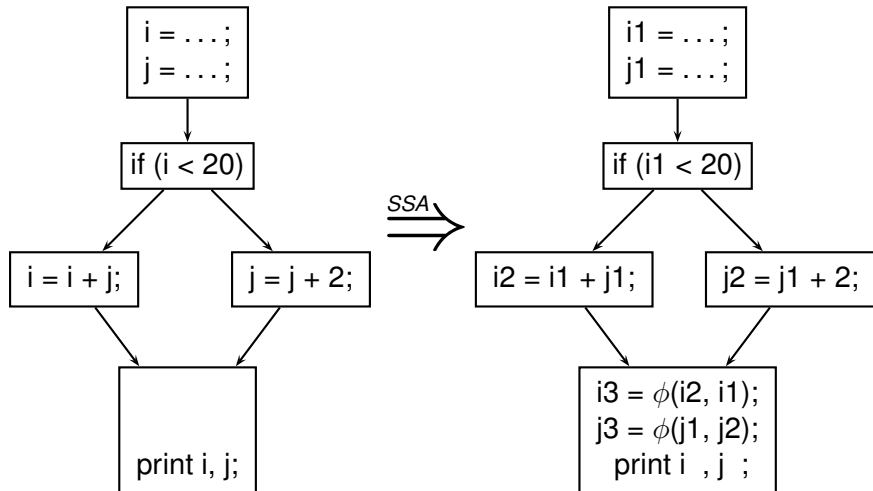 i = . . . ;
j = . . . ;
if (i < 20)
i = i + j;
j = j + 2;
print i, j;
SSA
i1 = . . . ;
j1 = . . . ;
if (i1 < 20)
i2 = i1 + j1;
j2 = j1 + 2;
i3 = ϕ(i2, i1);
j3 = ϕ(j1, j2);
print i , j ;